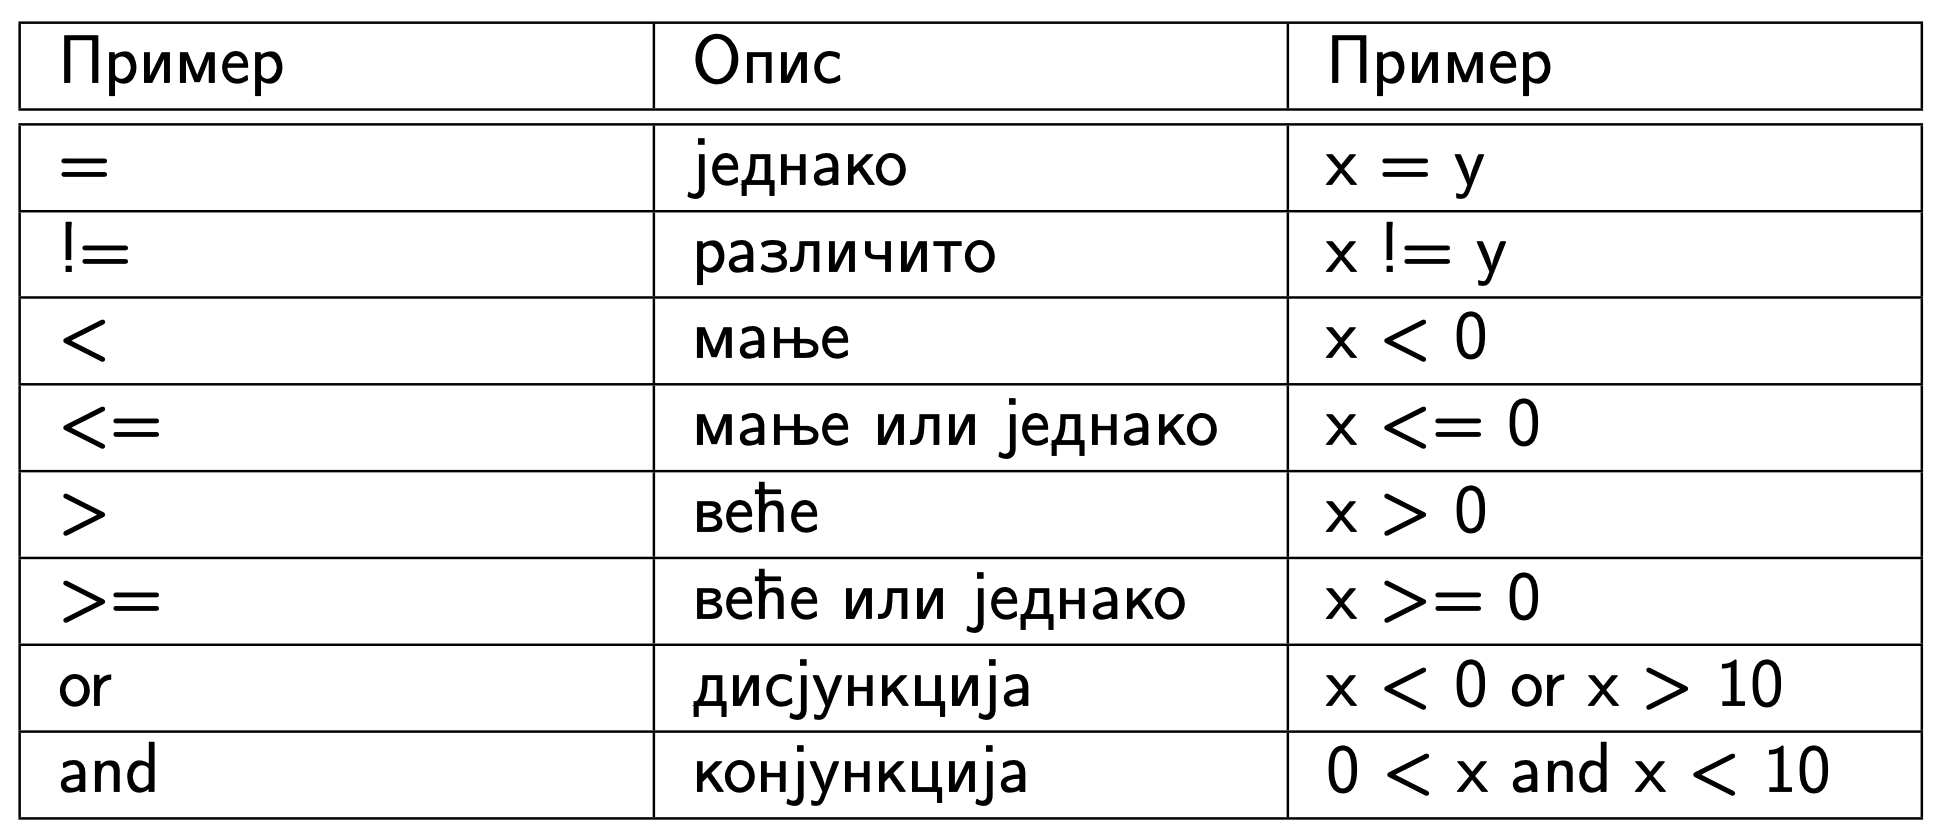 Пример Опис Пример
= једнако x = y
!= различито x != y
< мање x < 0
<= мање или једнако x <= 0
> веће x > 0
>= веће или једнако x >= 0
or дисјункција x < 0 or x > 10
and конјункција 0 < x and x < 10